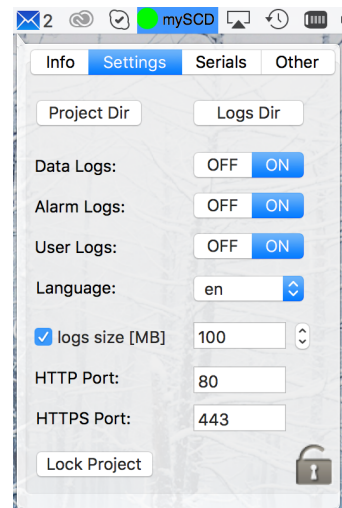 2 mySCD
Info Settings Serials Other
Project Dir Logs Dir
Data Logs: OFF ON
Alarm Logs: OFF ON
User Logs: OFF ON
Language: en
logs size [MB] 100
HTTP Port: 80
HTTPS Port: 443
Lock Project